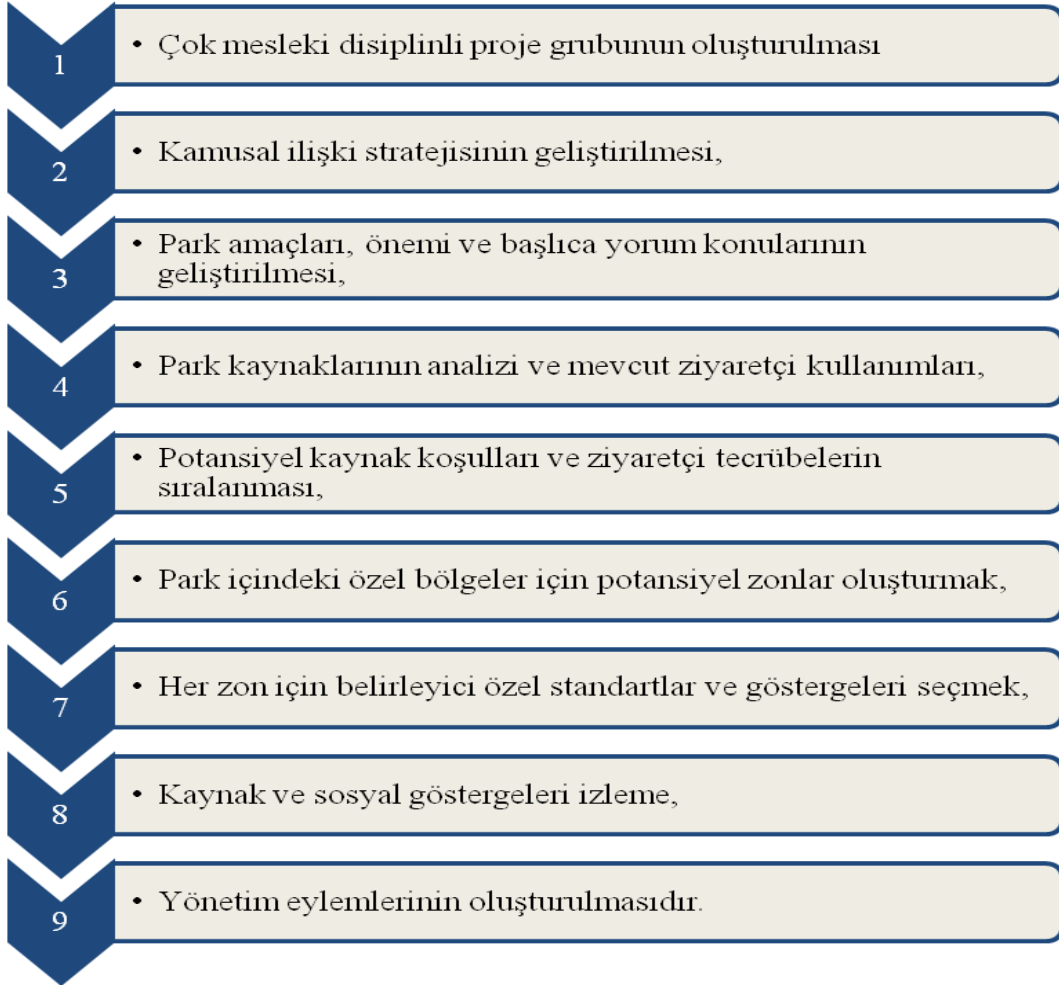 1
• Çok mesleki disiplinli proje grubunun oluşturulması
2
• Kamusal ilişki stratejisinin geliştirilmesi,
3
• Park amaçları, önemi ve başlıca yorum konularının
geliştirilmesi,
4
• Park kaynaklarının analizi ve mevcut ziyaretçi kullanımları,
5
• Potansiyel kaynak koşulları ve ziyaretçi tecrübelerin
sıralanması,
6
• Park içindeki özel bölgeler için potansiyel zonlar oluşturmak,
7
• Her zon için belirleyici özel standartlar ve göstergeleri seçmek,
8
• Kaynak ve sosyal göstergeleri izleme,
9
• Yönetim eylemlerinin oluşturulmasıdır.